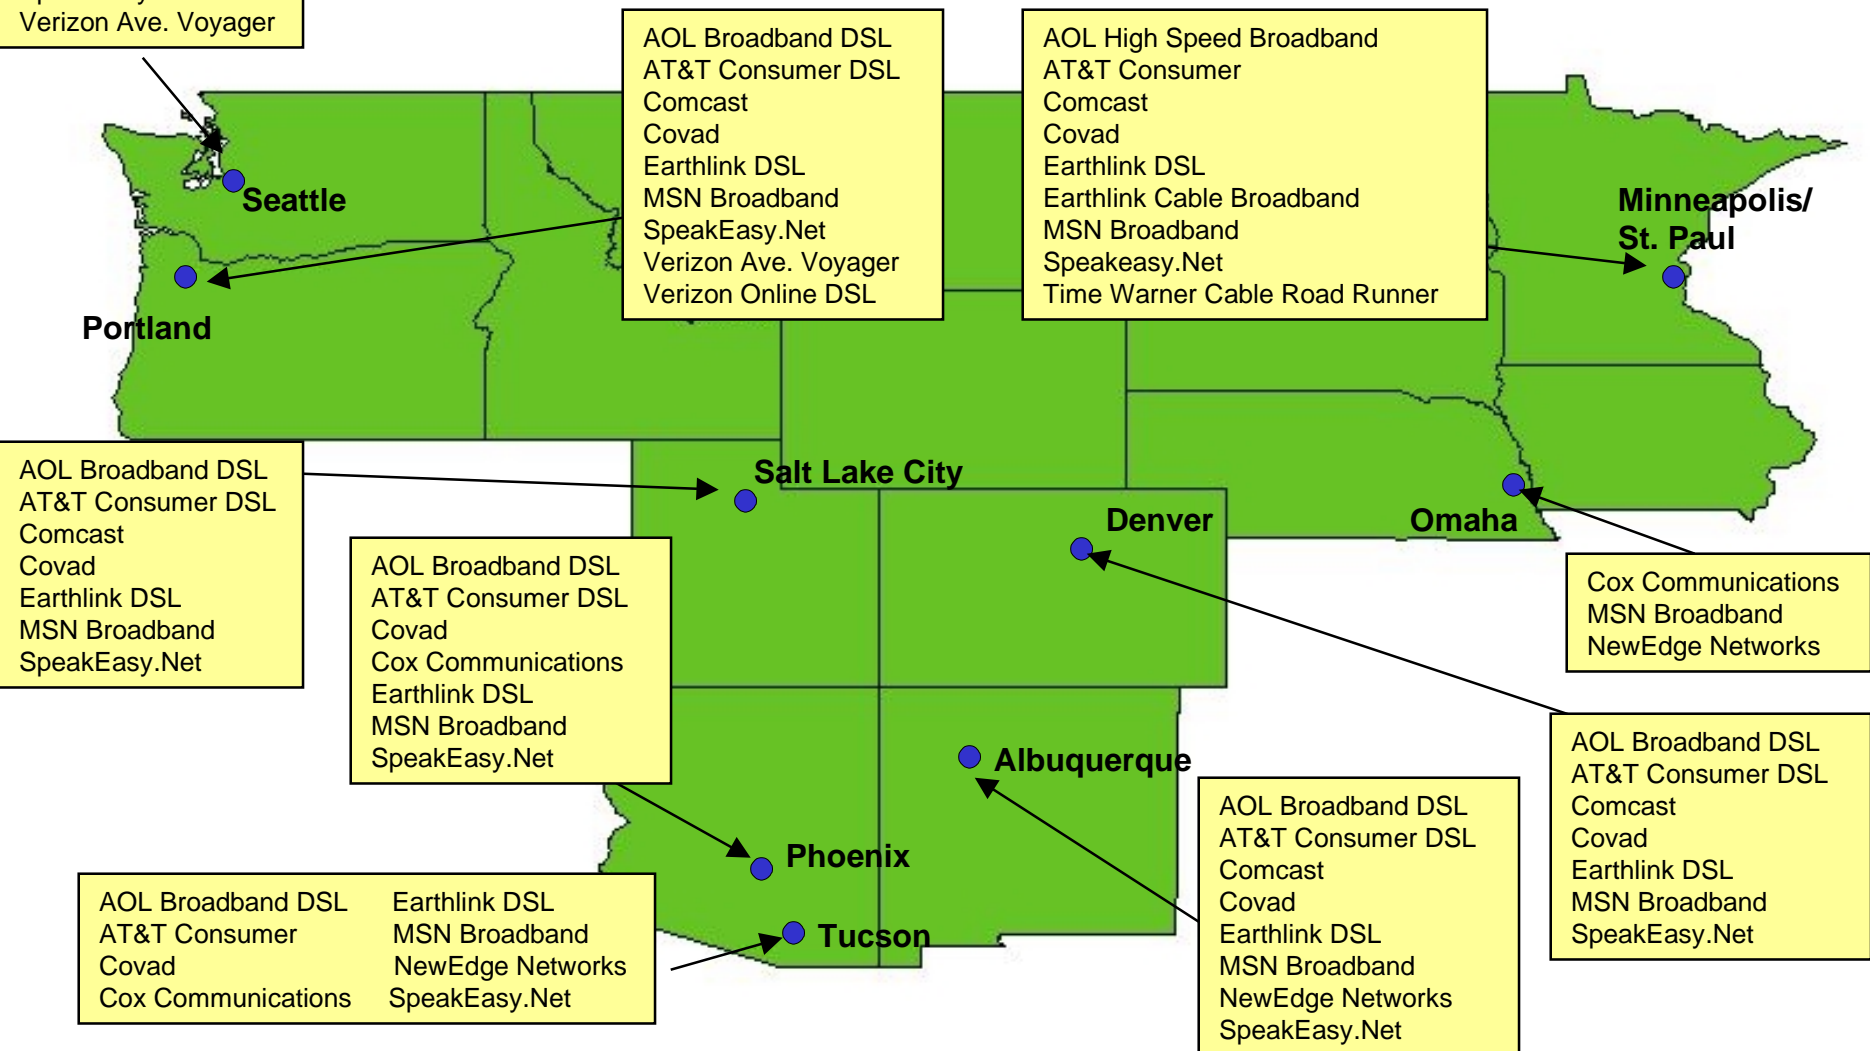 Verizon Ave. Voyager
AOL Broadband DSL
AT&T Consumer DSL
Comcast
Covad
Earthlink DSL
MSN Broadband
SpeakEasy.Net
Verizon Ave. Voyager
Verizon Online DSL
AOL High Speed Broadband
AT&T Consumer
Comcast
Covad
Earthlink DSL
Earthlink Cable Broadband
MSN Broadband
Speakeasy.Net
Time Warner Cable Road Runner
Seattle
Minneapolis/
St. Paul
Portland
AOL Broadband DSL
AT&T Consumer DSL
Comcast
Covad
Earthlink DSL
MSN Broadband
SpeakEasy.Net
Salt Lake City
Denver
Omaha
AOL Broadband DSL
AT&T Consumer DSL
Covad
Cox Communications
Earthlink DSL
MSN Broadband
SpeakEasy.Net
Cox Communications
MSN Broadband
NewEdge Networks
Albuquerque
AOL Broadband DSL
AT&T Consumer DSL
Comcast
Covad
Earthlink DSL
MSN Broadband
SpeakEasy.Net
AOL Broadband DSL
AT&T Consumer DSL
Comcast
Covad
Earthlink DSL
MSN Broadband
NewEdge Networks
SpeakEasy.Net
Phoenix
Tucson
AOL Broadband DSL Earthlink DSL
AT&T Consumer MSN Broadband
Covad NewEdge Networks
Cox Communications SpeakEasy.Net